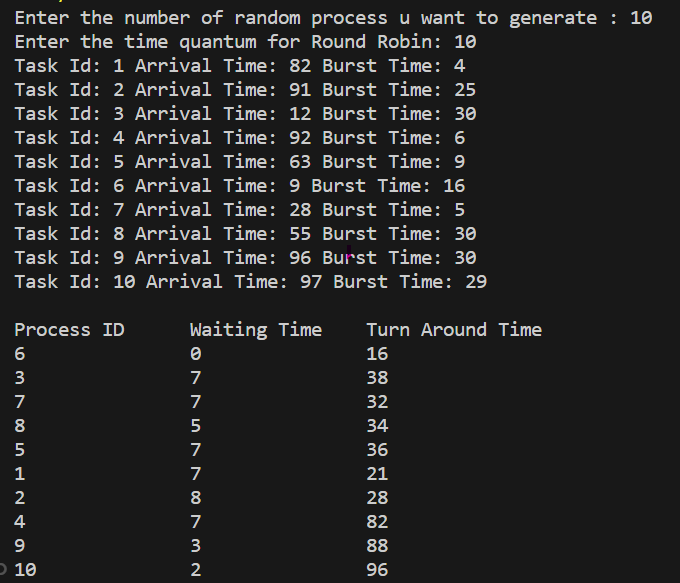 Enter the number of random process u want to generate : 10
Enter the time quantum for Round Robin: 10
Task Id: 1 Arrival Time: 82 Burst Time: 4
Task Id: 2 Arrival Time: 91 Burst Time: 25
Task Id: 3 Arrival Time: 12 Burst Time: 30
Task Id: 4 Arrival Time: 92 Burst Time: 6
Task Id: 5 Arrival Time: 63 Burst Time: 9
Task Id: 6 Arrival Time: 9 Burst Time: 16
Task Id: 7 Arrival Time: 28 Burst Time: 5
Task Id: 8 Arrival Time: 55 Burst Time: 30
Task Id: 9 Arrival Time: 96 Burst Time: 30
Task Id: 10 Arrival Time: 97 Burst Time: 29
Process ID Waiting Time Turn Around Time
6 0 16
3 7 38
7 7 32
8 5 34
5 7 36
1 7 21
2 8 28
4 7 82
9 3 88
10 2 96